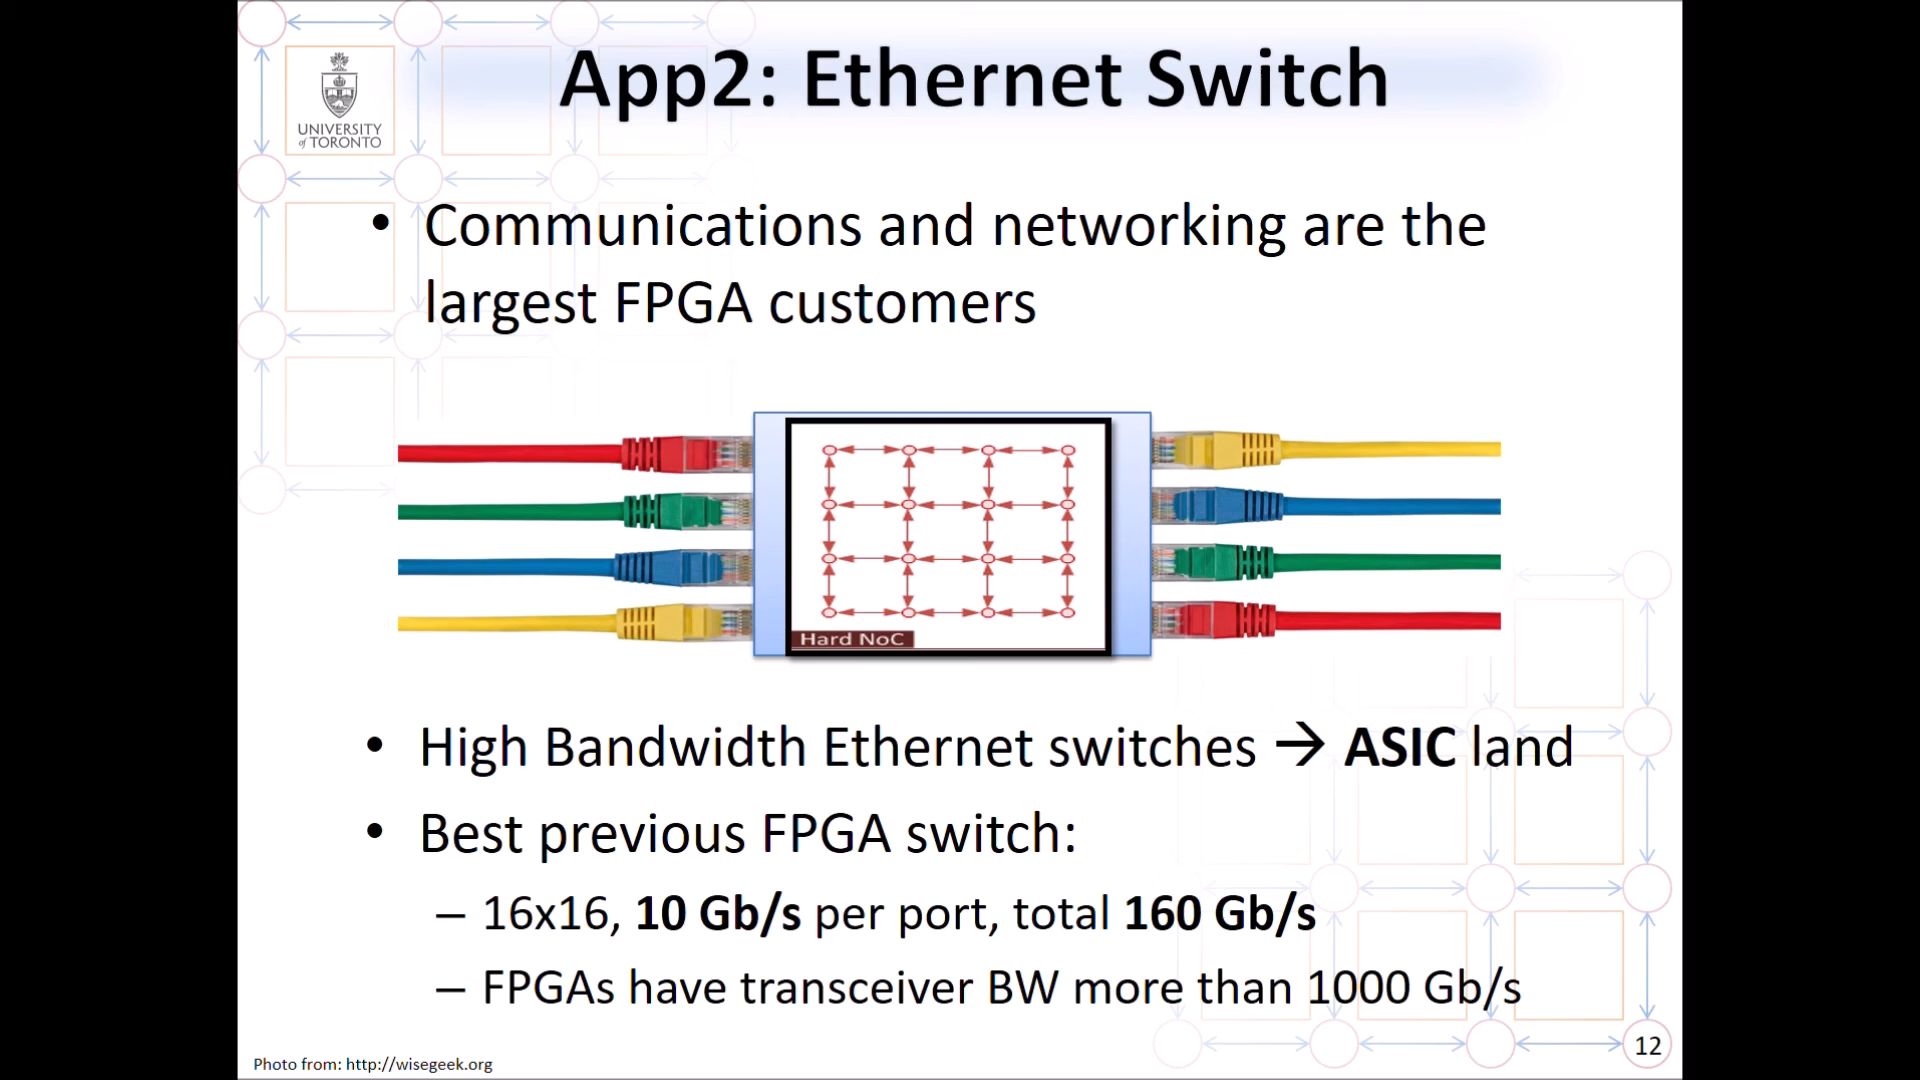 App2: Ethernet Switch
UNIVERSITY
of TORONTO
• Communications and networking are the
largest FPGA customers
Hard NoC
• High Bandwidth Ethernet switches → ASIC land
• Best previous FPGA switch:
– 16x16, 10 Gb/s per port, total 160 Gb/s
– FPGAs have transceiver BW more than 1000 Gb/s
Photo from: http://wisegeek.org
12